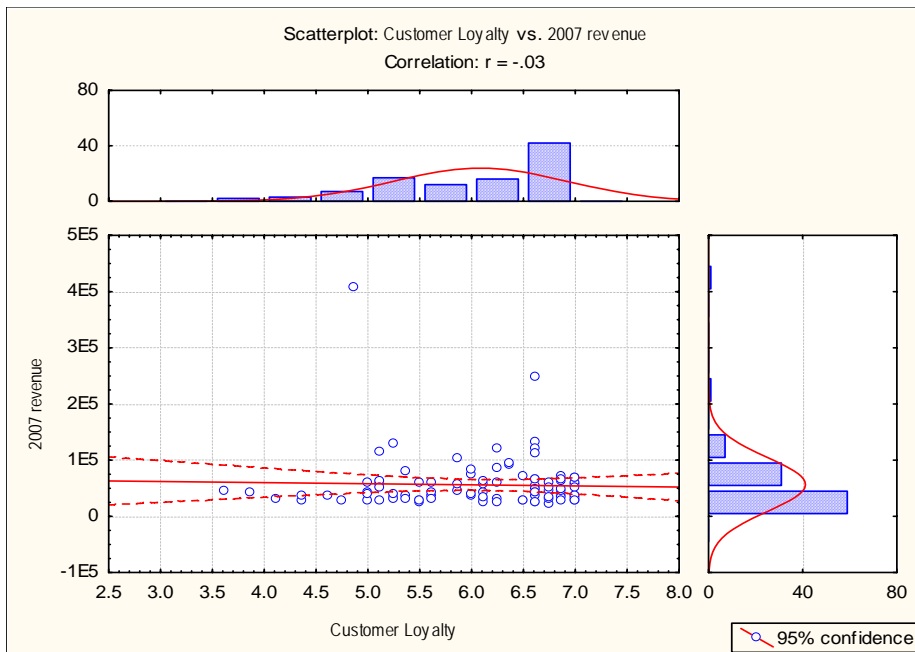 Scatterplot: Customer Loyalty vs. 2007 revenue
Correlation: r = -.03
80
40
0
5E5
4E5
3E5
2E5
1E5
0
-1E5
2007 revenue
2.5 3.0 3.5 4.0 4.5 5.0 5.5 6.0 6.5 7.0 8.0
0 40 80
Customer Loyalty
95% confidence